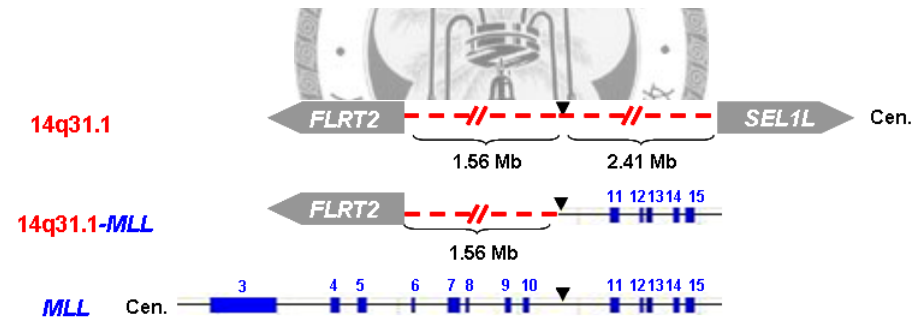 14q31.1 FLRT2 SEL1L Cen.
1.56 Mb 2.41 Mb
14q31.1-MLL FLRT2 11 12 13 14 15
1.56 Mb
3 4 5 6 7 8 9 10 11 12 13 14 15
MLL Cen.